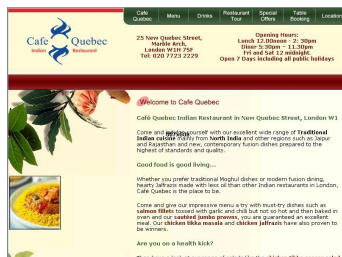 Cafe Quebec
Indian Restaurant
Cafe Quebec
Menu
Drinks
Restaurant Tour
Special Offers
Table Booking
Location
25 New Quebec Street,
Marble Arch,
London W1H 7SF
Tel: 020 7723 2229
Opening Hours:
Lunch 12.00noon - 2: 30pm
Diner 5:30pm – 11.30pm
Fri and Sat 12 midnight.
Open 7 Days including all public holidays
Welcome to Cafe Quebec
Café Quebec Indian Restaurant in New Quebec Street, London W1
Come and yourself with our excellent wide range of Traditional
Indian cuisine mainly from North India and other regions such as Jaipur
and Rajasthan and new, contemporary fusion dishes prepared to the
highest of standards and quality.
Good food is good living...
Whether you prefer traditional Moghul dishes or modern fusion dining,
hearty Jalfrazis made with less oil than other Indian restaurants in London,
Café Quebec is the place to be.
Come and give our impressive menu a try with must-try dishes such as
salmon fillets tossed with garlic and chilli but not so hot and then baked in
oven and our sautéed jumbo prawns, you are guaranteed an excellent
meal. Our chicken tikka masala and chicken jalfrazis have also proven to
be winners.
Are you on a health kick?